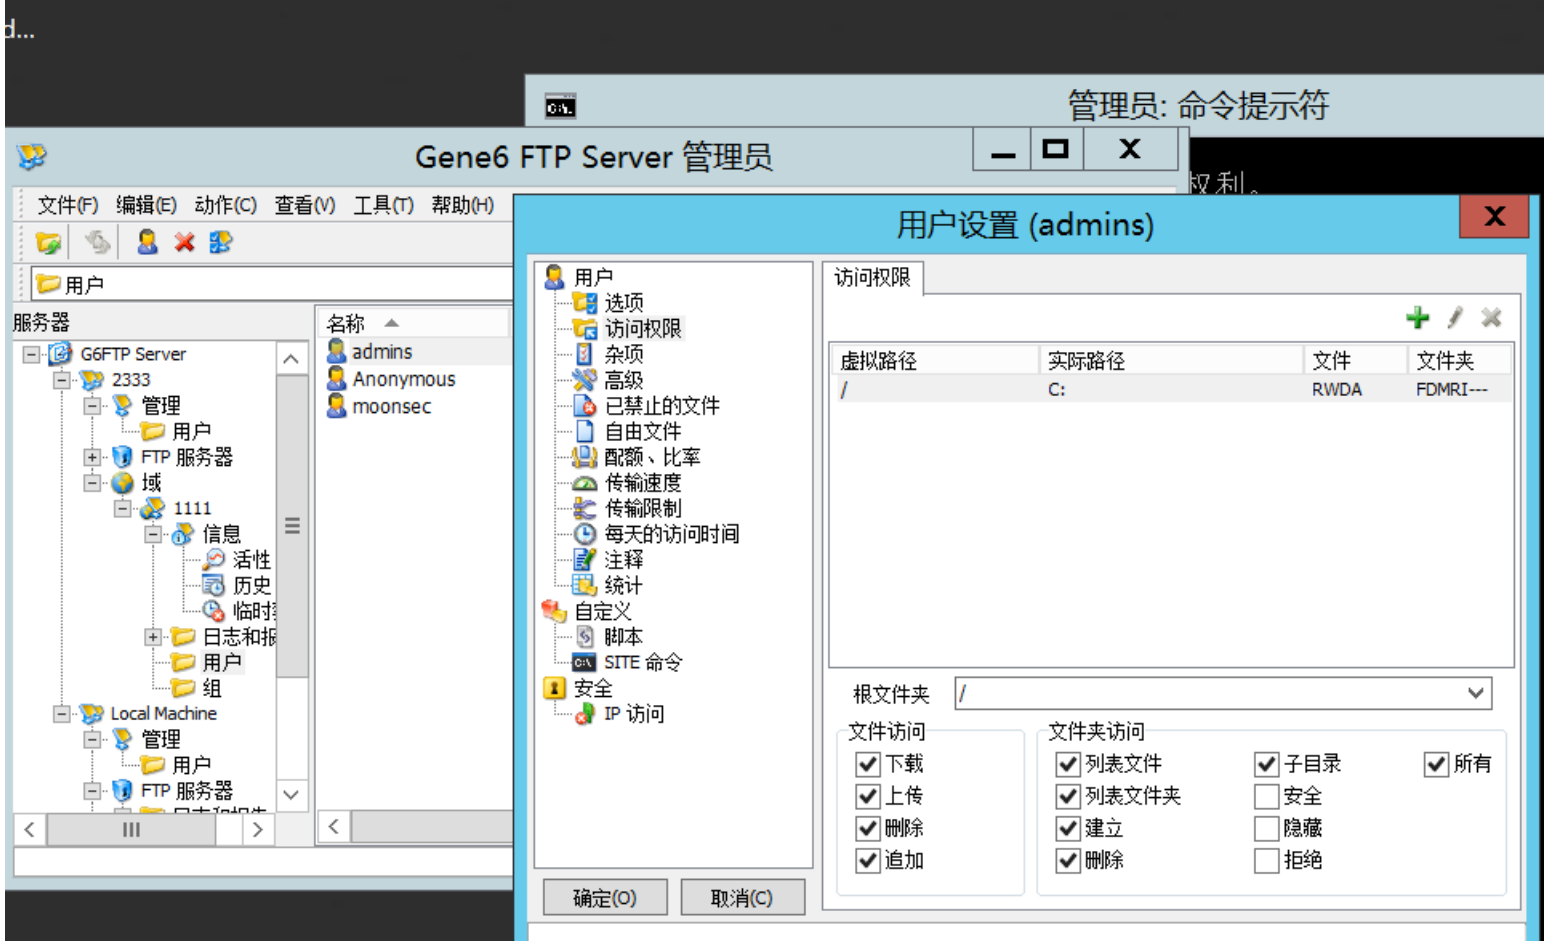 d...
管理员: 命令提示符
权利。
Gene6 FTP Server 管理员
文件(F) 编辑(E) 动作(C) 查看(V) 工具(T) 帮助(H)
用户
服务器
G6FTP Server
2333
管理
用户
FTP 服务器
域
1111
信息
活性
历史
临时
日志和报
用户
组
Local Machine
管理
用户
FTP 服务器
日志和报告
名称
admins
Anonymous
moonsec
用户设置 (admins)
用户
选项
访问权限
杂项
高级
已禁止的文件
自由文件
配额、比率
传输速度
传输限制
每天的访问时间
注释
统计
自定义
脚本
SITE 命令
安全
IP 访问
确定(O) 取消(C)
访问权限
虚拟路径 实际路径 文件 文件夹
/ C: RWDA FDMRI---
根文件夹 /
文件访问 文件夹访问
下载 列表文件 子目录 所有
上传 列表文件夹 安全
删除 建立 隐藏
追加 删除 拒绝